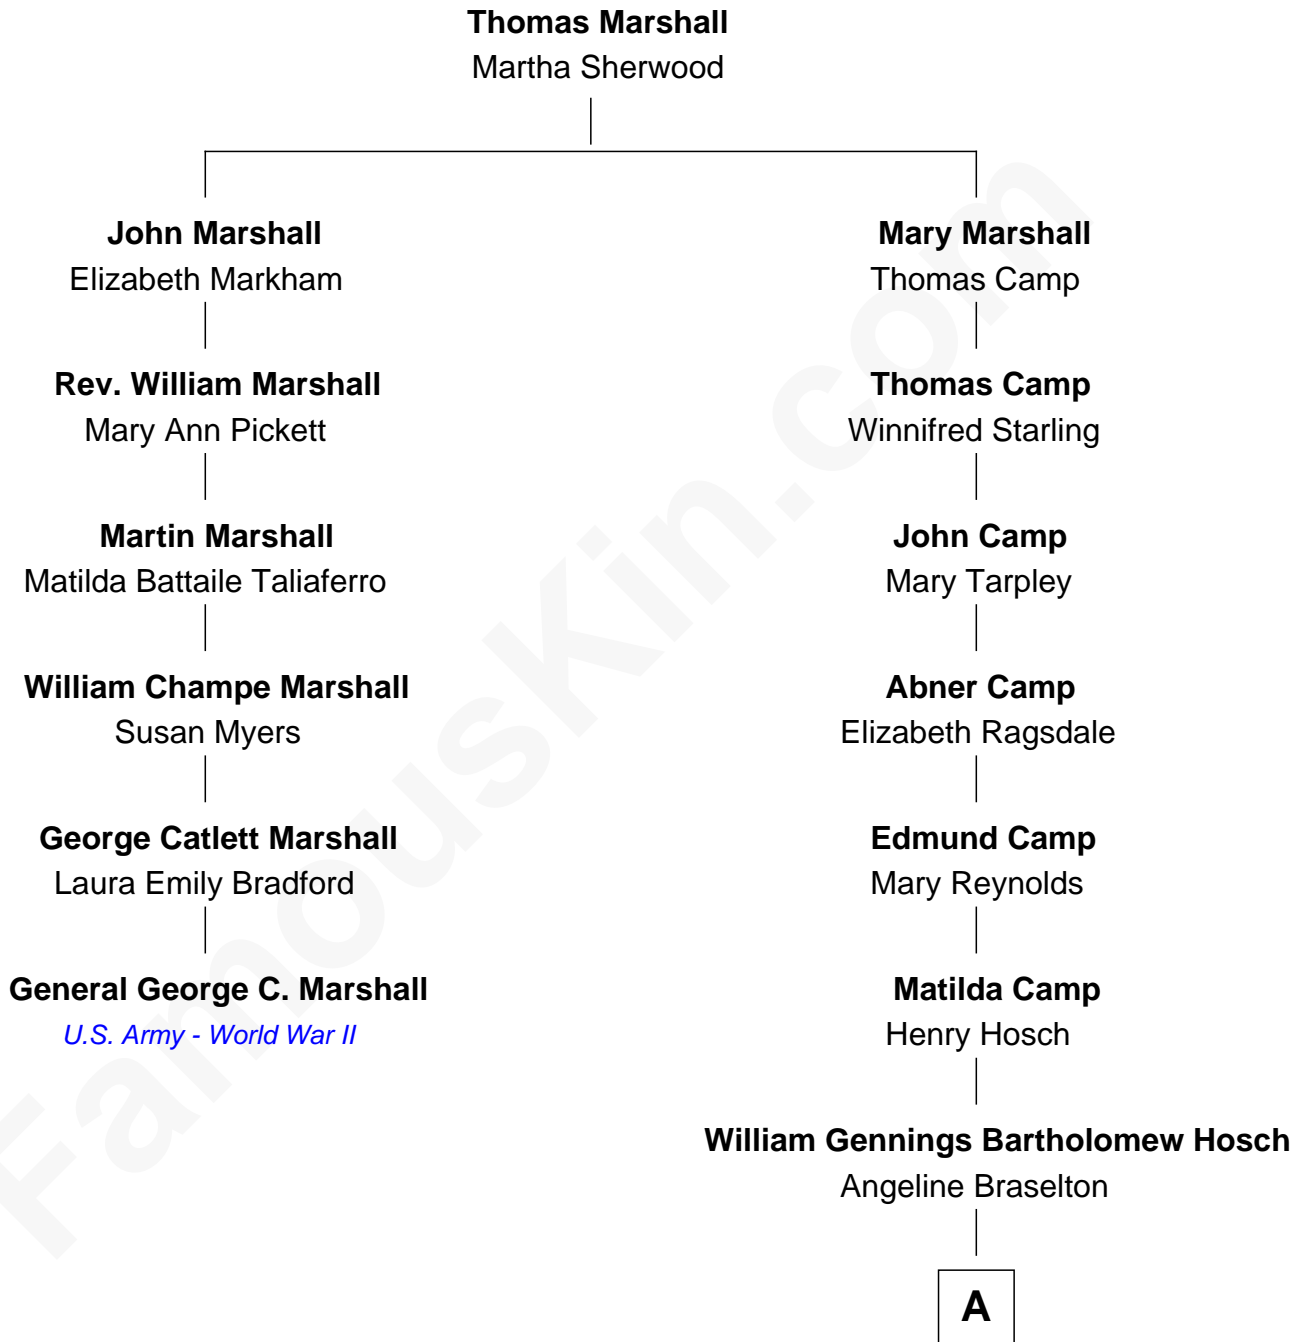 Thomas Marshall
Martha Sherwood
John Marshall
Elizabeth Markham
Rev. William Marshall
Mary Ann Pickett
Martin Marshall
Matilda Battaile Taliaferro
William Champe Marshall
Susan Myers
George Catlett Marshall
Laura Emily Bradford
General George C. Marshall
U.S. Army - World War II
Mary Marshall
Thomas Camp
Thomas Camp
Winnifred Starling
John Camp
Mary Tarpley
Abner Camp
Elizabeth Ragsdale
Edmund Camp
Mary Reynolds
Matilda Camp
Henry Hosch
William Gennings Bartholomew Hosch
Angeline Braselton
A
FamousKin.com